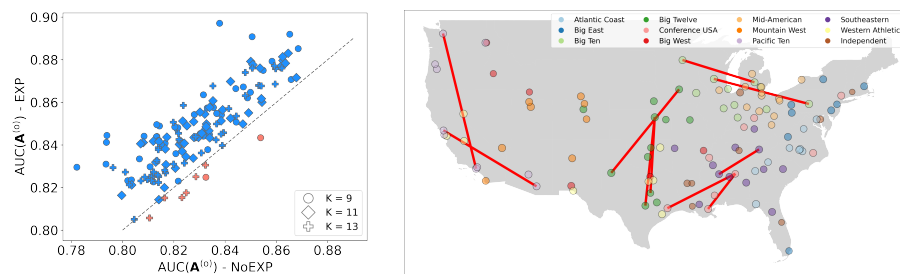 0.90
0.88
0.86
0.84
0.82
0.80
AUC(A^(o)) - EXP
0.78 0.80 0.82 0.84 0.86 0.88
AUC(A^(o)) - NoEXP
K = 9
K = 11
K = 13
Atlantic Coast Big Twelve Mid-American Southeastern
Big East Conference USA Mountain West Western Athletic
Big Ten Big West Pacific Ten Independent